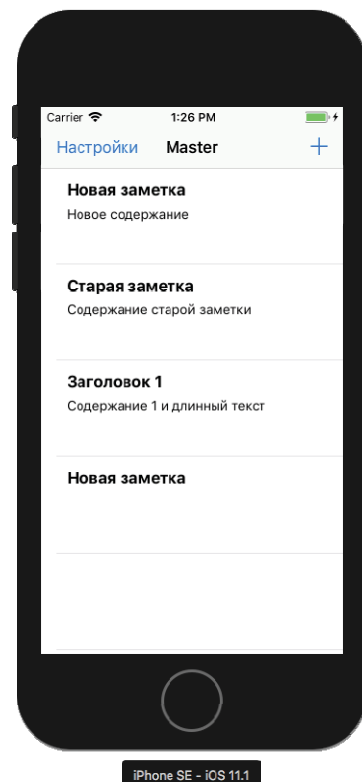 Carrier 1:26 PM
Настройки Master +
Новая заметка
Новое содержание
Старая заметка
Содержание старой заметки
Заголовок 1
Содержание 1 и длинный текст
Новая заметка
iPhone SE - iOS 11.1